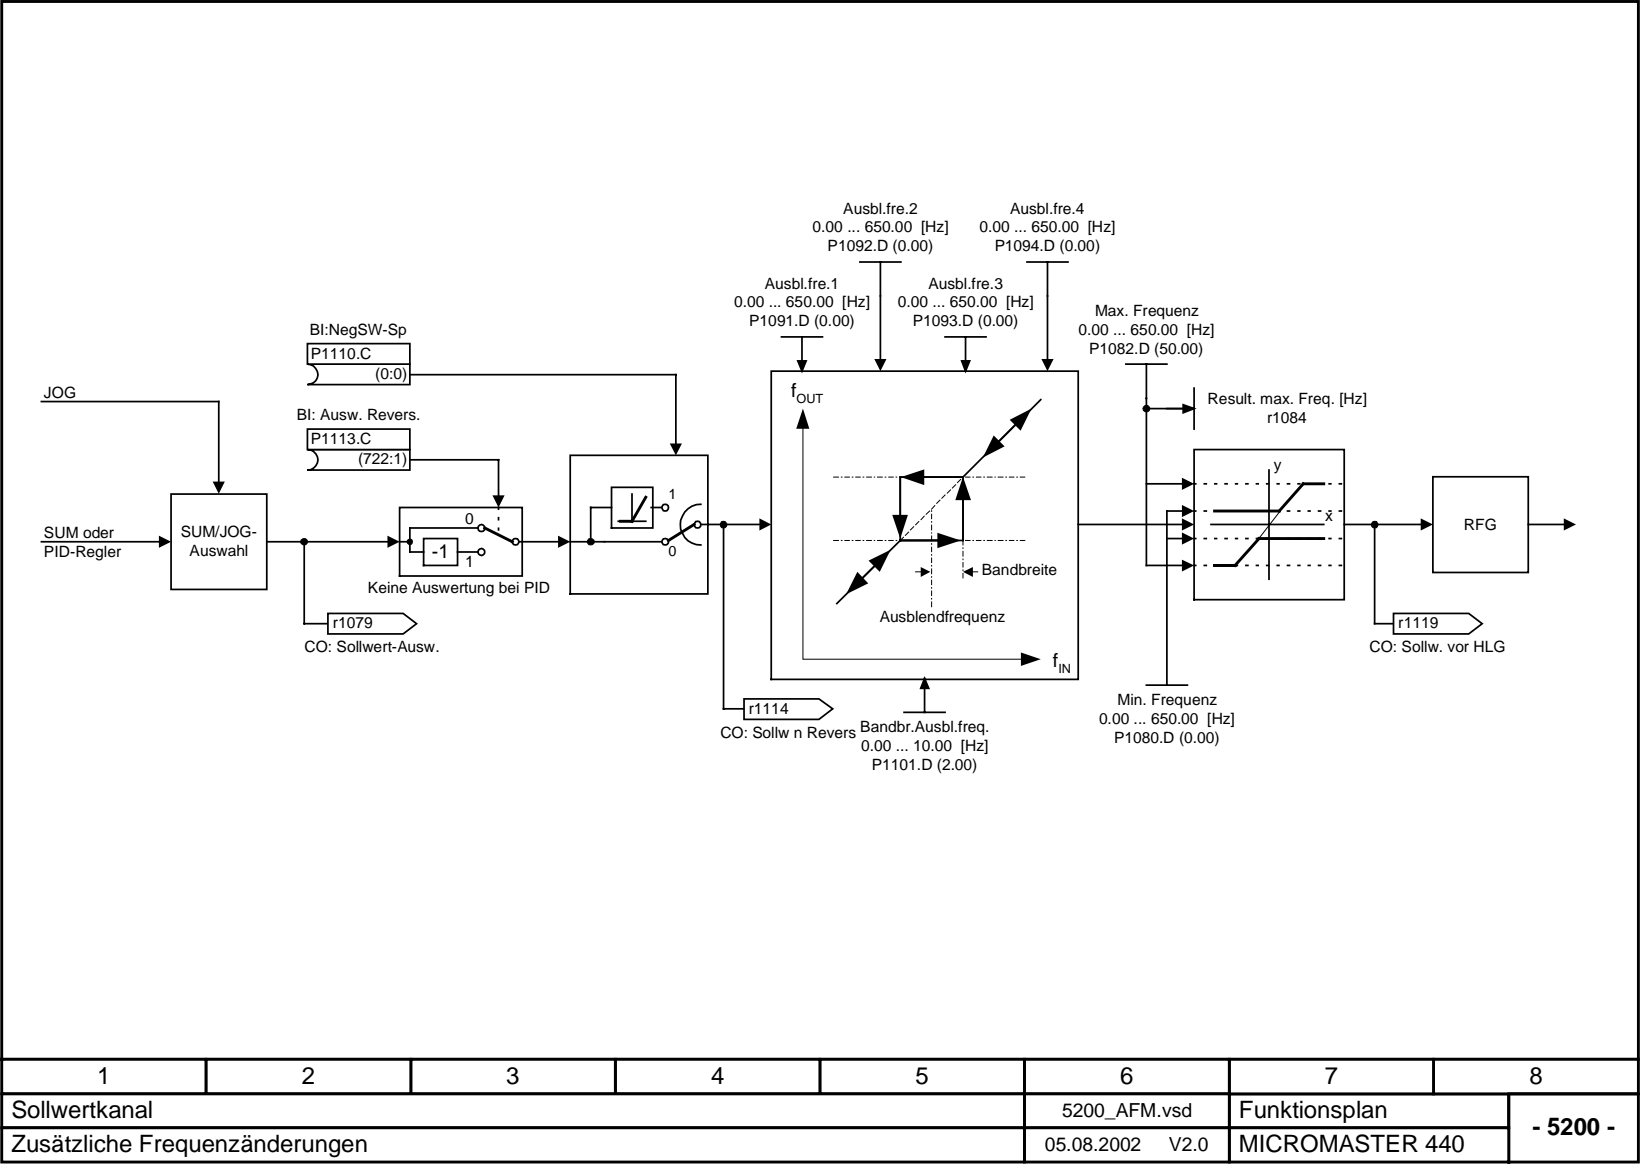 Ausbl.fre.2
0.00 ... 650.00 [Hz]
P1092.D (0.00)
Ausbl.fre.4
0.00 ... 650.00 [Hz]
P1094.D (0.00)
Ausbl.fre.1
0.00 ... 650.00 [Hz]
P1091.D (0.00)
Ausbl.fre.3
0.00 ... 650.00 [Hz]
P1093.D (0.00)
Max. Frequenz
0.00 ... 650.00 [Hz]
P1082.D (50.00)
BI:NegSW-Sp
P1110.C
(0:0)
JOG
BI: Ausw. Revers.
P1113.C
(722:1)
fOUT
Result. max. Freq. [Hz]
r1084
SUM oder
PID-Regler
SUM/JOG-
Auswahl
0
-1
1
Keine Auswertung bei PID
1
0
Bandbreite
Ausblendfrequenz
fIN
y
x
RFG
r1079
CO: Sollwert-Ausw.
r1119
CO: Sollw. vor HLG
r1114
CO: Sollw n Revers
Bandbr.Ausbl.freq.
0.00 ... 10.00 [Hz]
P1101.D (2.00)
Min. Frequenz
0.00 ... 650.00 [Hz]
P1080.D (0.00)
1 2 3 4 5 6 7 8
Sollwertkanal
5200_AFM.vsd
Funktionsplan
- 5200 -
Zusätzliche Frequenzänderungen
05.08.2002 V2.0
MICROMASTER 440